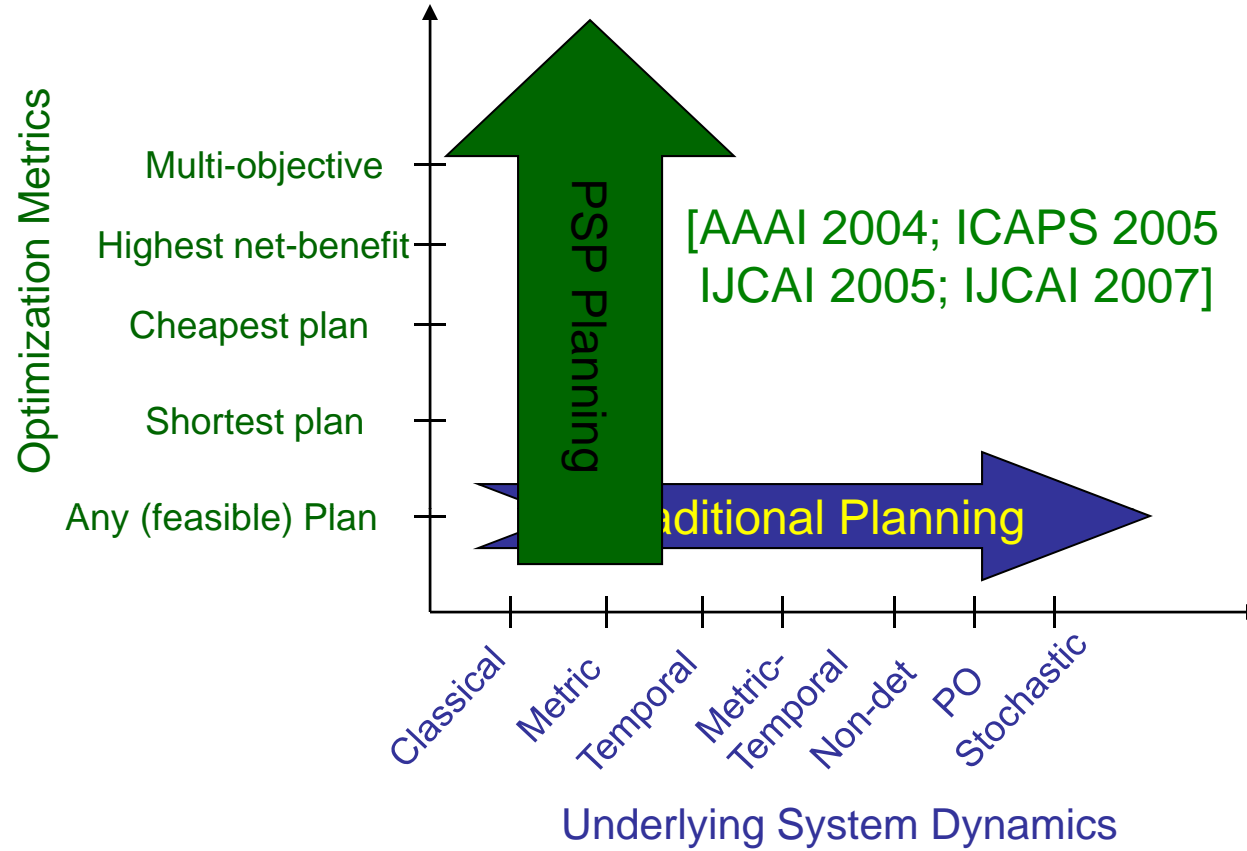 Optimization Metrics
Multi-objective
Highest net-benefit
Cheapest plan
Shortest plan
Any (feasible) Plan
PSP Planning
[AAAI 2004; ICAPS 2005
IJCAI 2005; IJCAI 2007]
aditional Planning
Classical
Metric
Temporal
Metric-
Temporal
Non-det
PO
Stochastic
Underlying System Dynamics